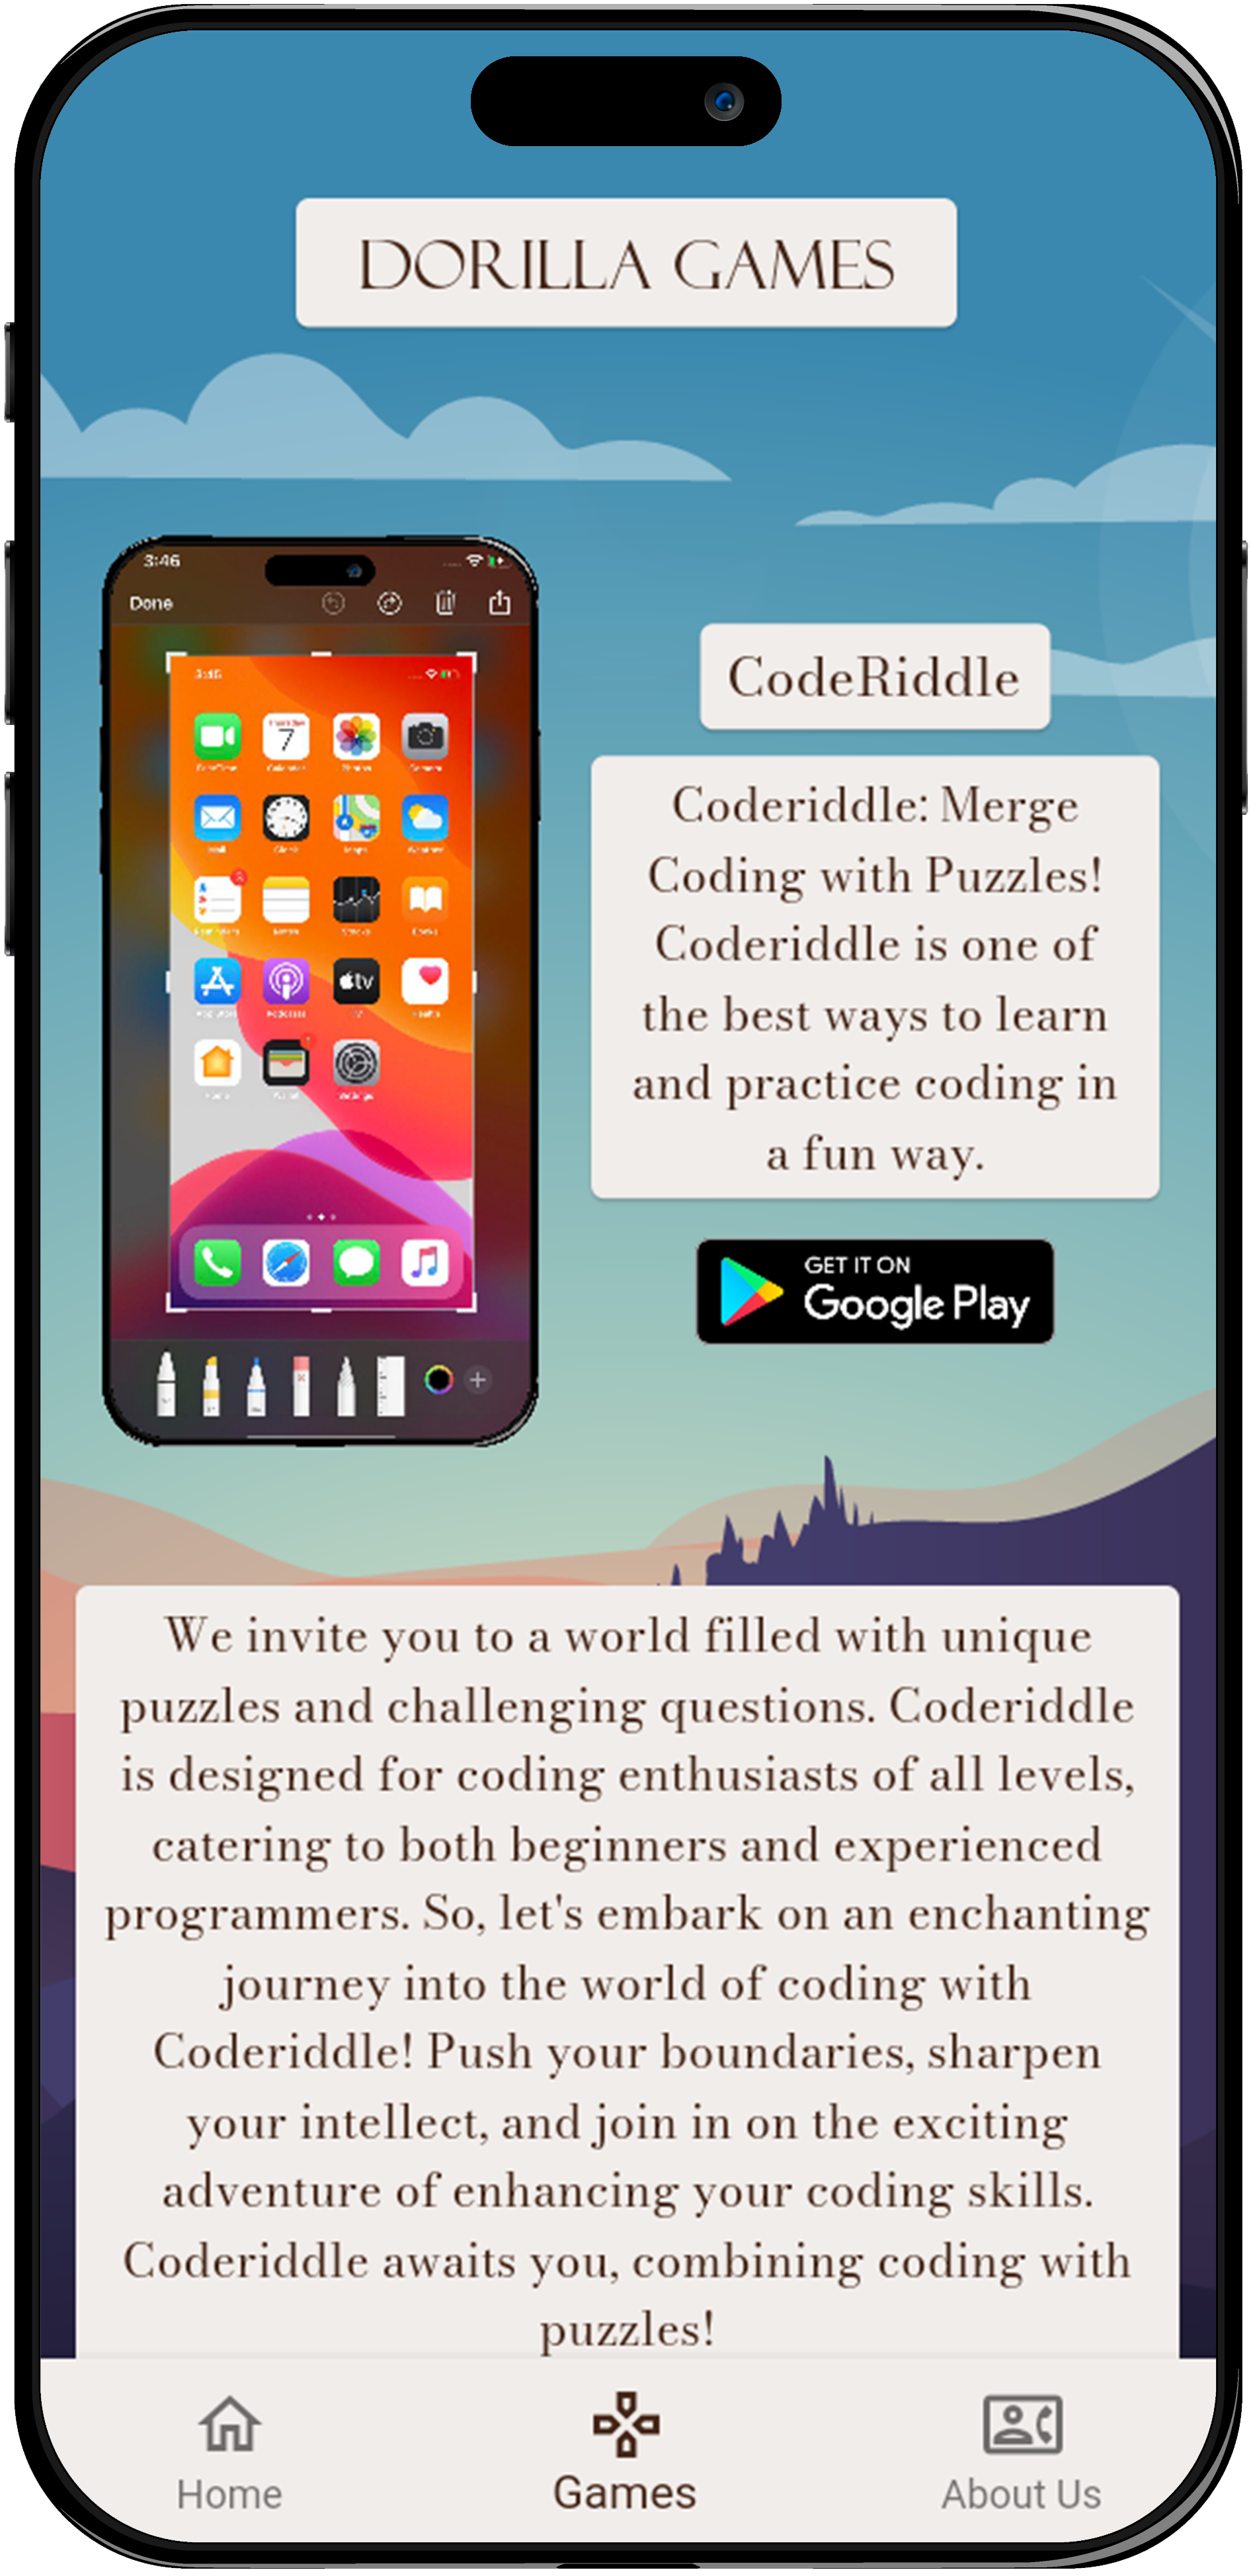 DORILLA GAMES
3:46
Done
3:45
7
tv
CodeRiddle
Coderiddle: Merge
Coding with Puzzles!
Coderiddle is one of
the best ways to learn
and practice coding in
a fun way.
GET IT ON
Google Play
We invite you to a world filled with unique
puzzles and challenging questions. Coderiddle
is designed for coding enthusiasts of all levels,
catering to both beginners and experienced
programmers. So, let's embark on an enchanting
journey into the world of coding with
Coderiddle! Push your boundaries, sharpen
your intellect, and join in on the exciting
adventure of enhancing your coding skills.
Coderiddle awaits you, combining coding with
puzzles!
Home
Games
About Us